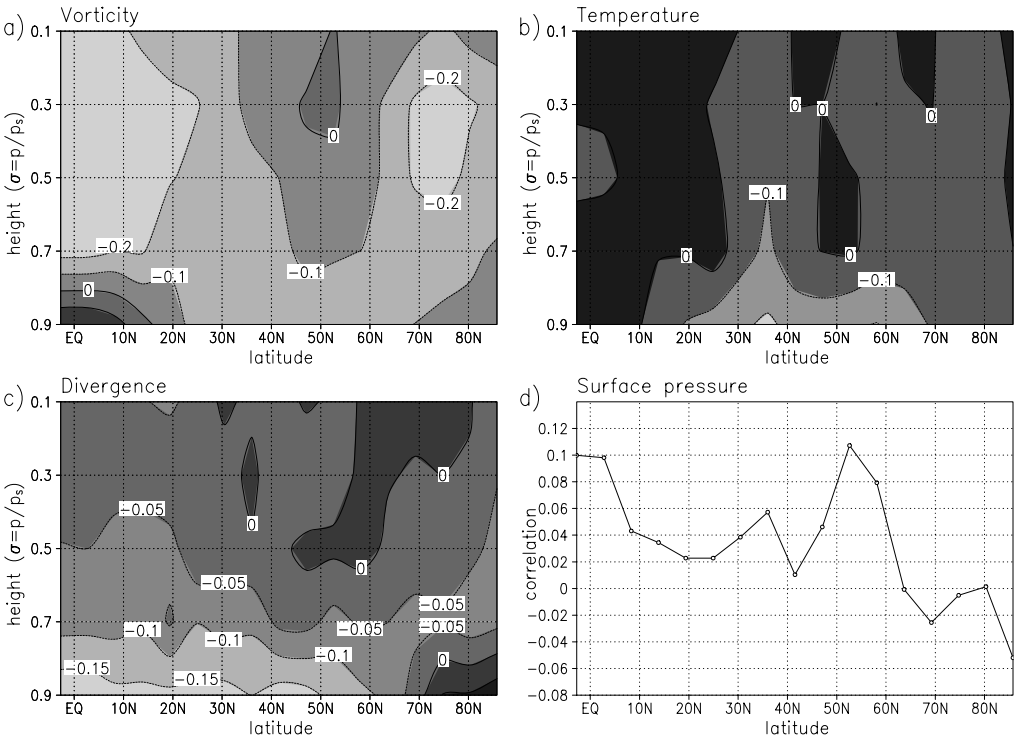 a) Vorticity
0.1
0.3
0.5
0.7
0.9
height (σ=p/ps)
-0.2
0
-0.2
-0.2
-0.1
-0.1
0
EQ 10N 20N 30N 40N 50N 60N 70N 80N
latitude
b) Temperature
0.1
0.3
0.5
0.7
0.9
height (σ=p/ps)
0 0 0
-0.1
0 0
-0.1
EQ 10N 20N 30N 40N 50N 60N 70N 80N
latitude
c) Divergence
0.1
0.3
0.5
0.7
0.9
height (σ=p/ps)
0
-0.05
0
0
-0.05
-0.05
-0.1 -0.1 -0.05 -0.05
-0.1 0
-0.15 -0.15
EQ 10N 20N 30N 40N 50N 60N 70N 80N
latitude
d) Surface pressure
0.12
0.1
0.08
0.06
0.04
0.02
0
-0.02
-0.04
-0.06
-0.08
correlation
EQ 10N 20N 30N 40N 50N 60N 70N 80N
latitude